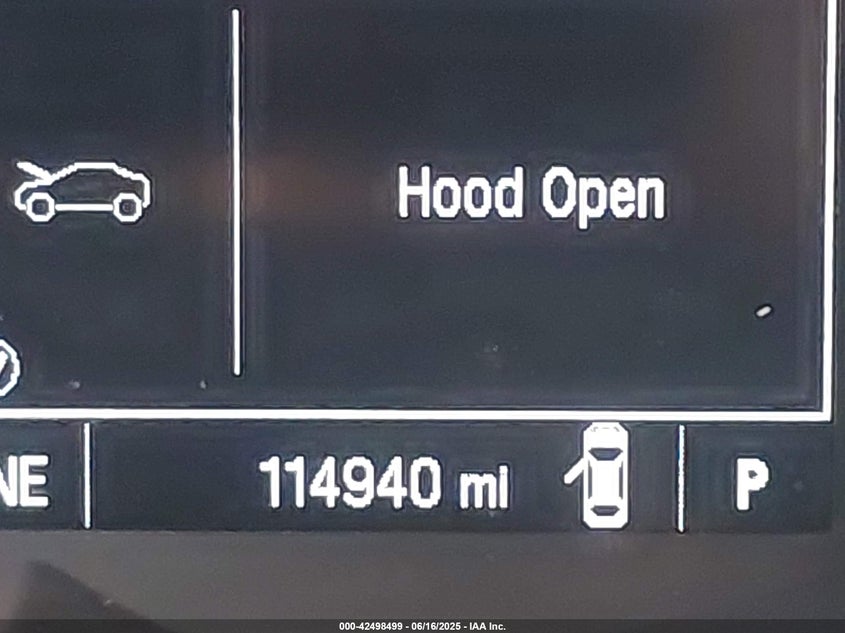 Hood Open
NE
114940 mi
P
000-42498499 - 06/16/2025 - IAA Inc.